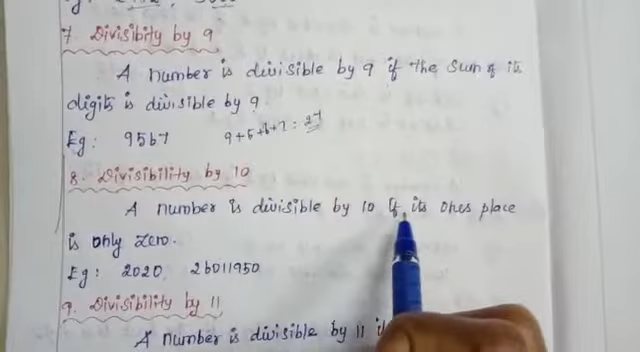 7 Divisibity by 9
A number is divisible by 9 if the sum of its
digits is divisible by 9.
Eg: 9567 9+5+6+7=27
8. Divisibility by 10
A number is divisible by 10 If its Ones place
is only zero.
Eg: 2020, 26011950
9. Divisibility by 11
A number is divisible by 11